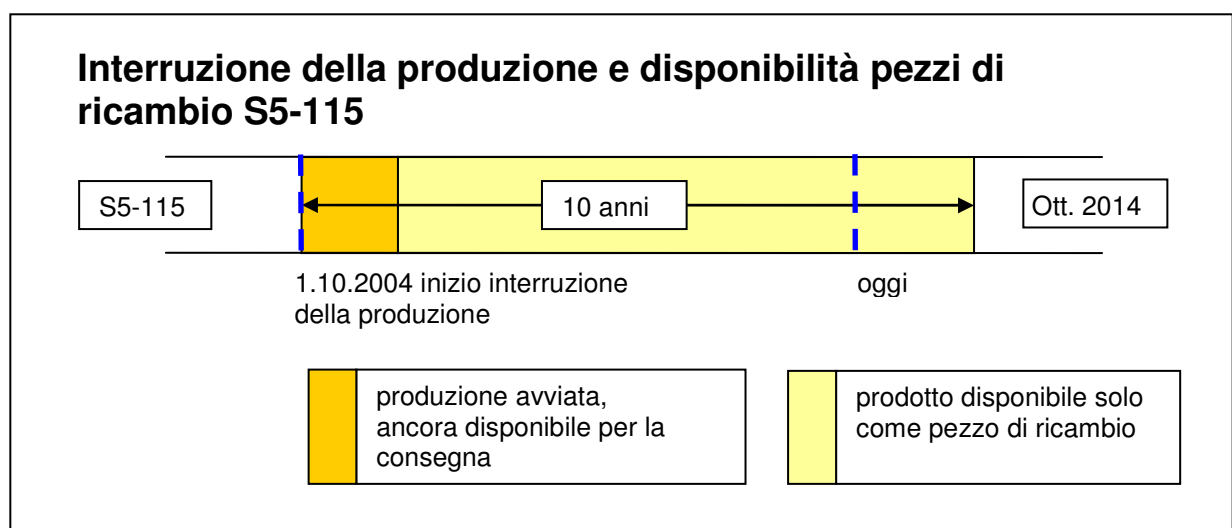 Interruzione della produzione e disponibilità pezzi di
ricambio S5-115
S5-115
10 anni
Ott. 2014
1.10.2004 inizio interruzione
della produzione
oggi
produzione avviata,
ancora disponibile per la
consegna
prodotto disponibile solo
come pezzo di ricambio